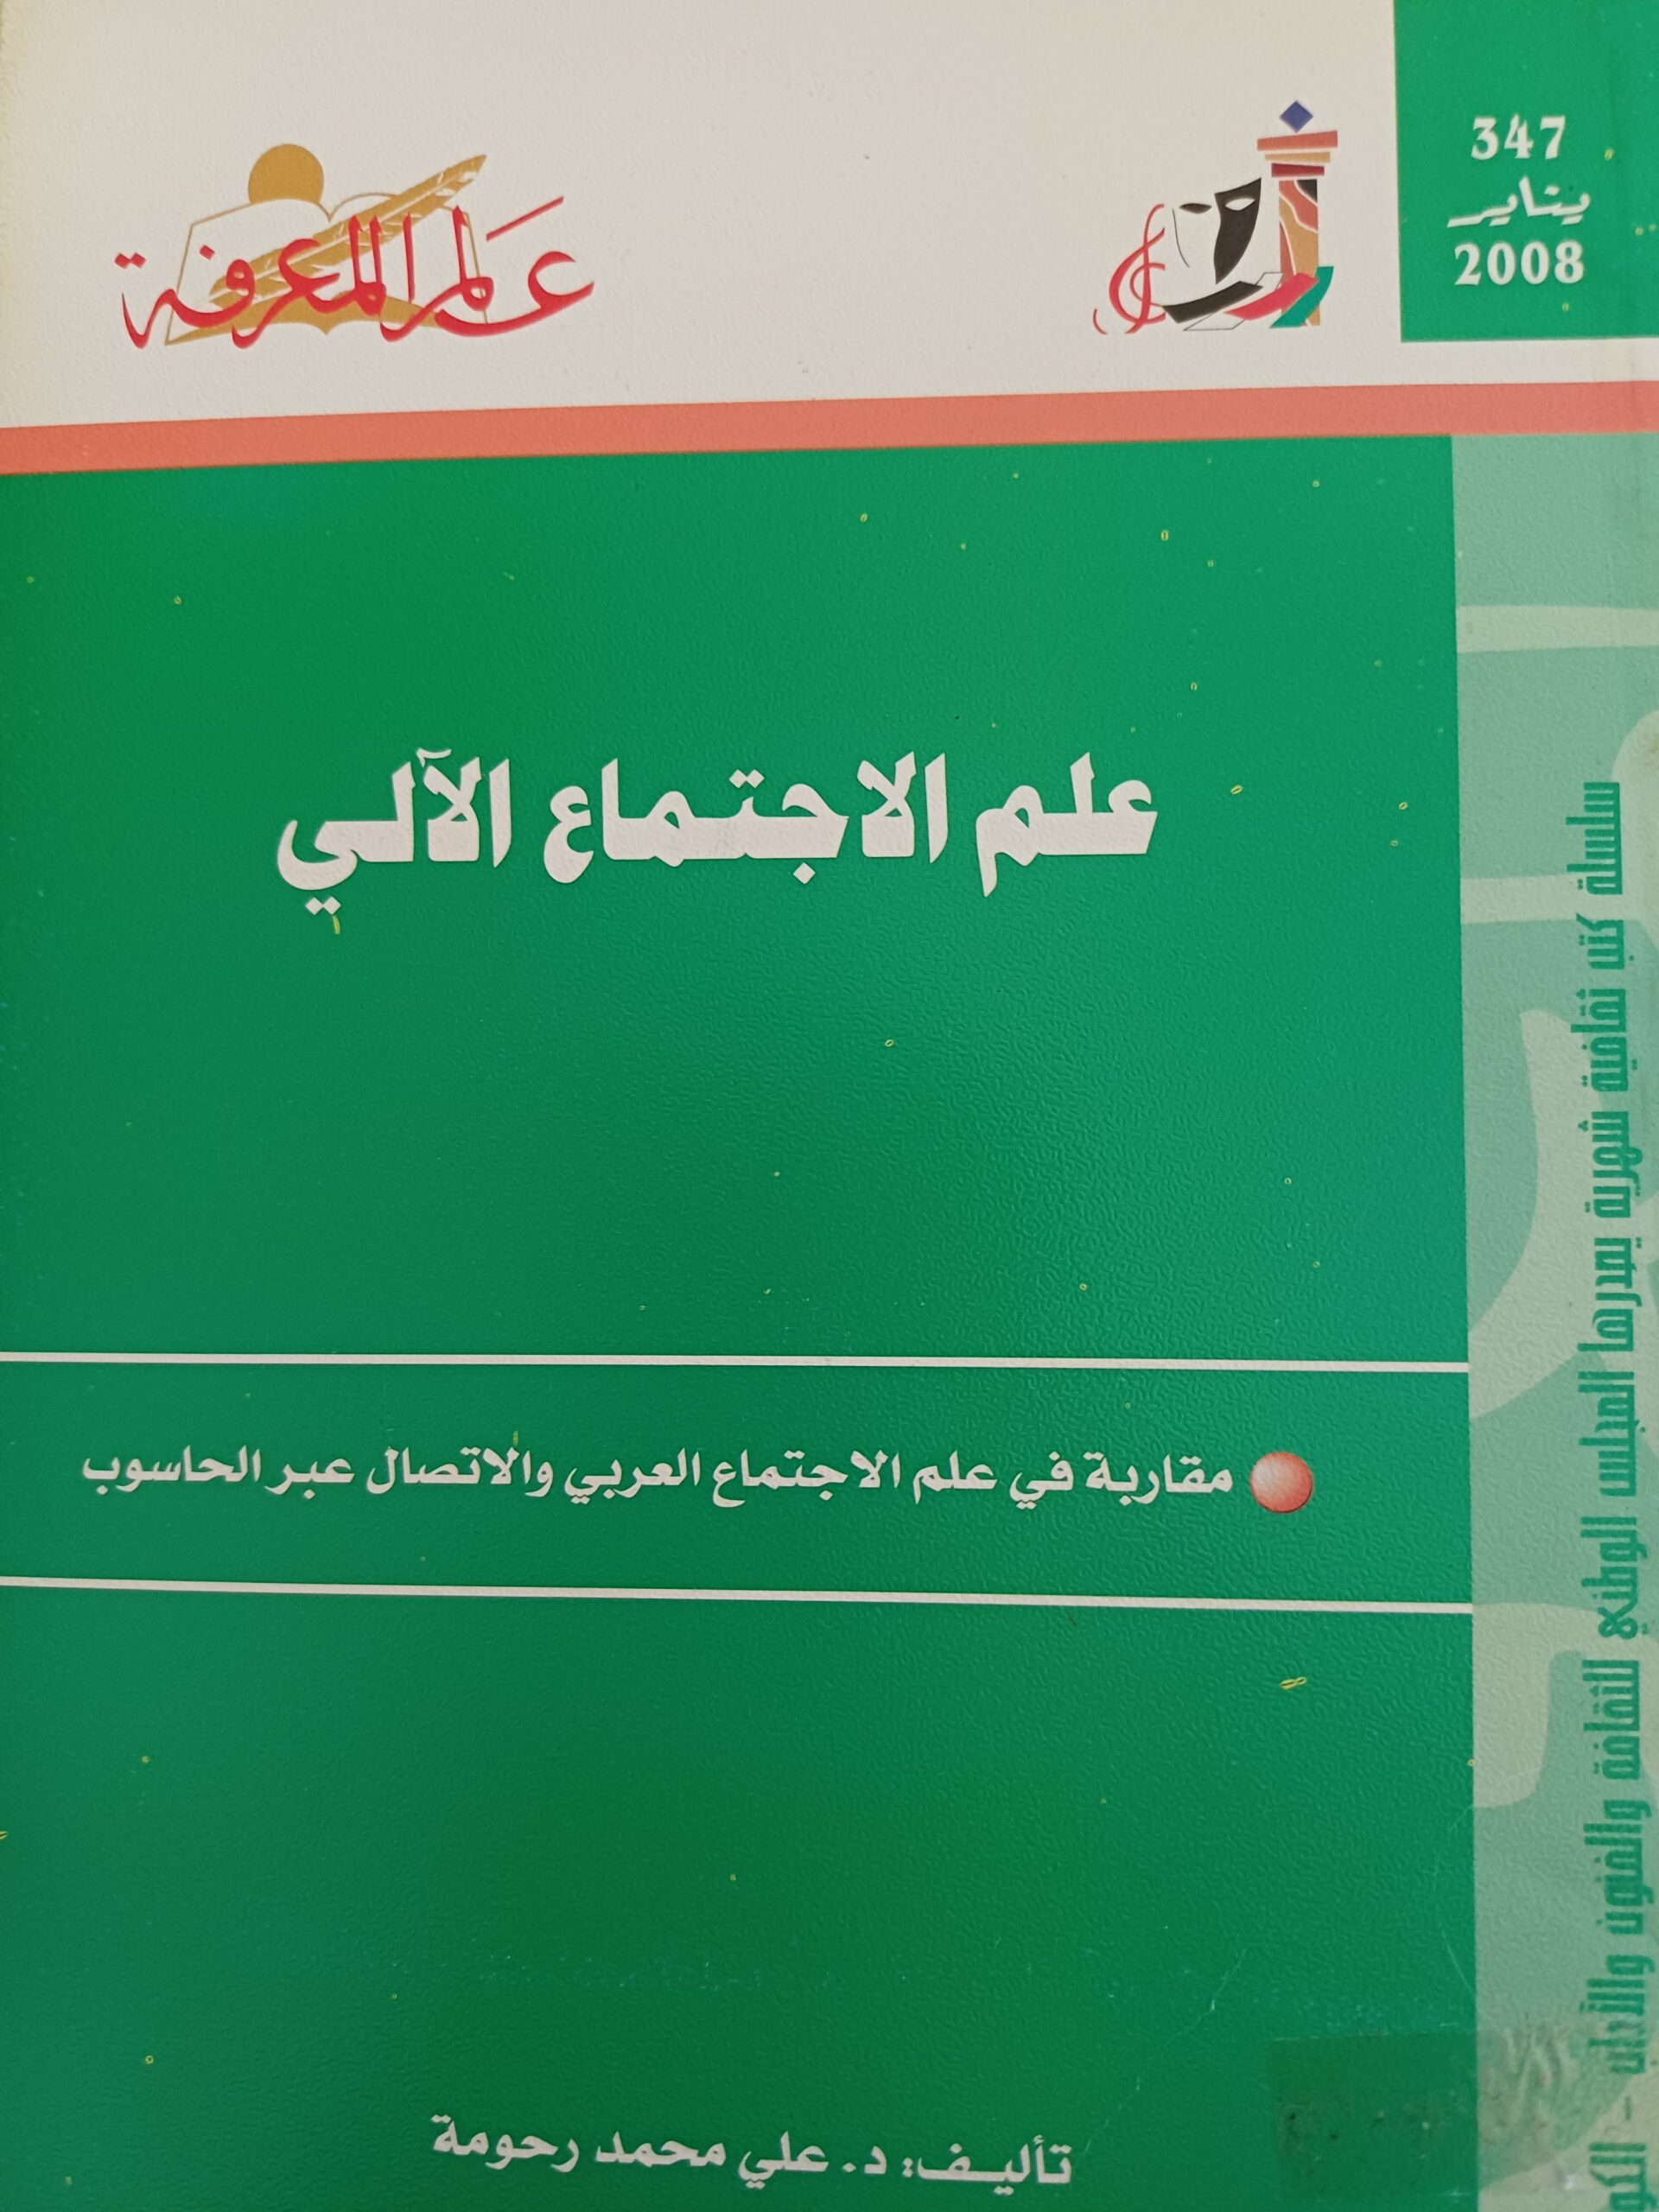 347
يناير
2008
عالم المعرفة
علم الاجتماع الآلي
مقاربة في علم الاجتماع العربي والاتصال عبر الحاسوب
تأليف: د. علي محمد رحومة
سلسلة كتب ثقافية شهرية يصدرها المجلس الوطني للثقافة والفنون والآداب -